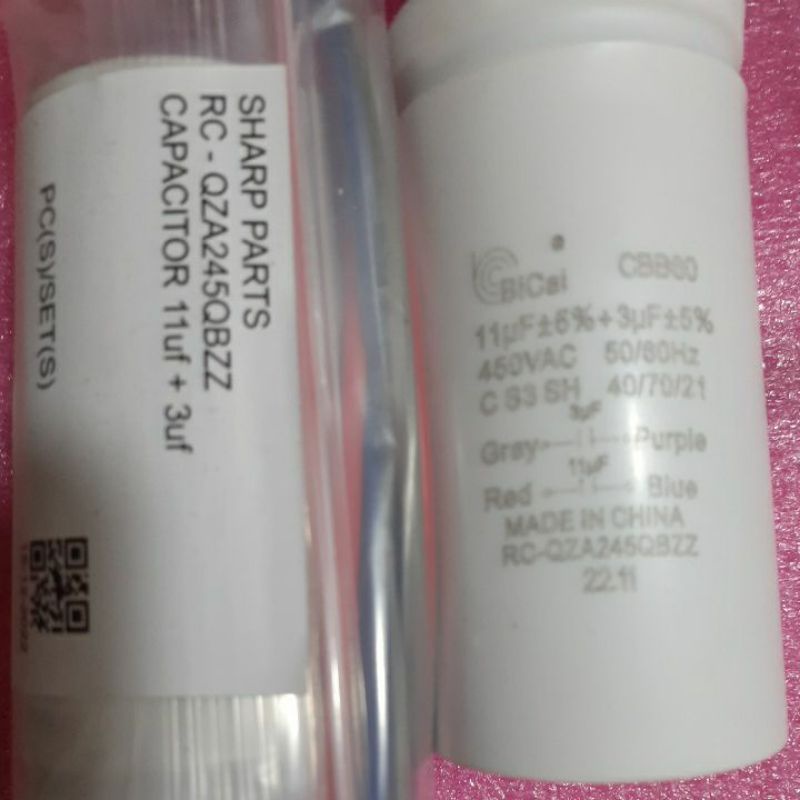 SHARP PARTS
RC - QZA245QBZZ
CAPACITOR 11uf + 3uf
PC(S)/SET(S)
BiCai
CBB60
11µF±5%+3µF±5%
450VAC 50/60Hz
C S3 SH 40/70/21
3µF
Gray Purple
11µF
Red Blue
MADE IN CHINA
RC-QZA245QBZZ
22.11